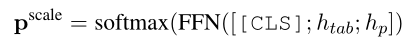 p^scale = softmax(FFN([[CLS]; h_tab; h_p])